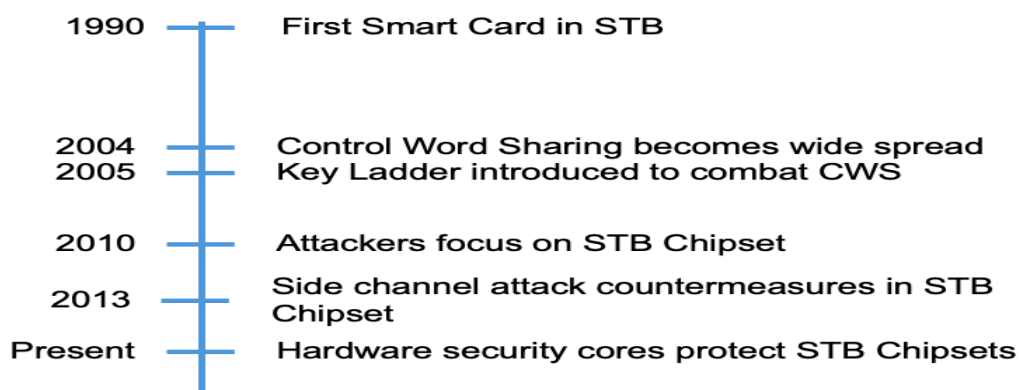 1990 First Smart Card in STB
2004 Control Word Sharing becomes wide spread
2005 Key Ladder introduced to combat CWS
2010 Attackers focus on STB Chipset
2013 Side channel attack countermeasures in STB
Chipset
Present Hardware security cores protect STB Chipsets